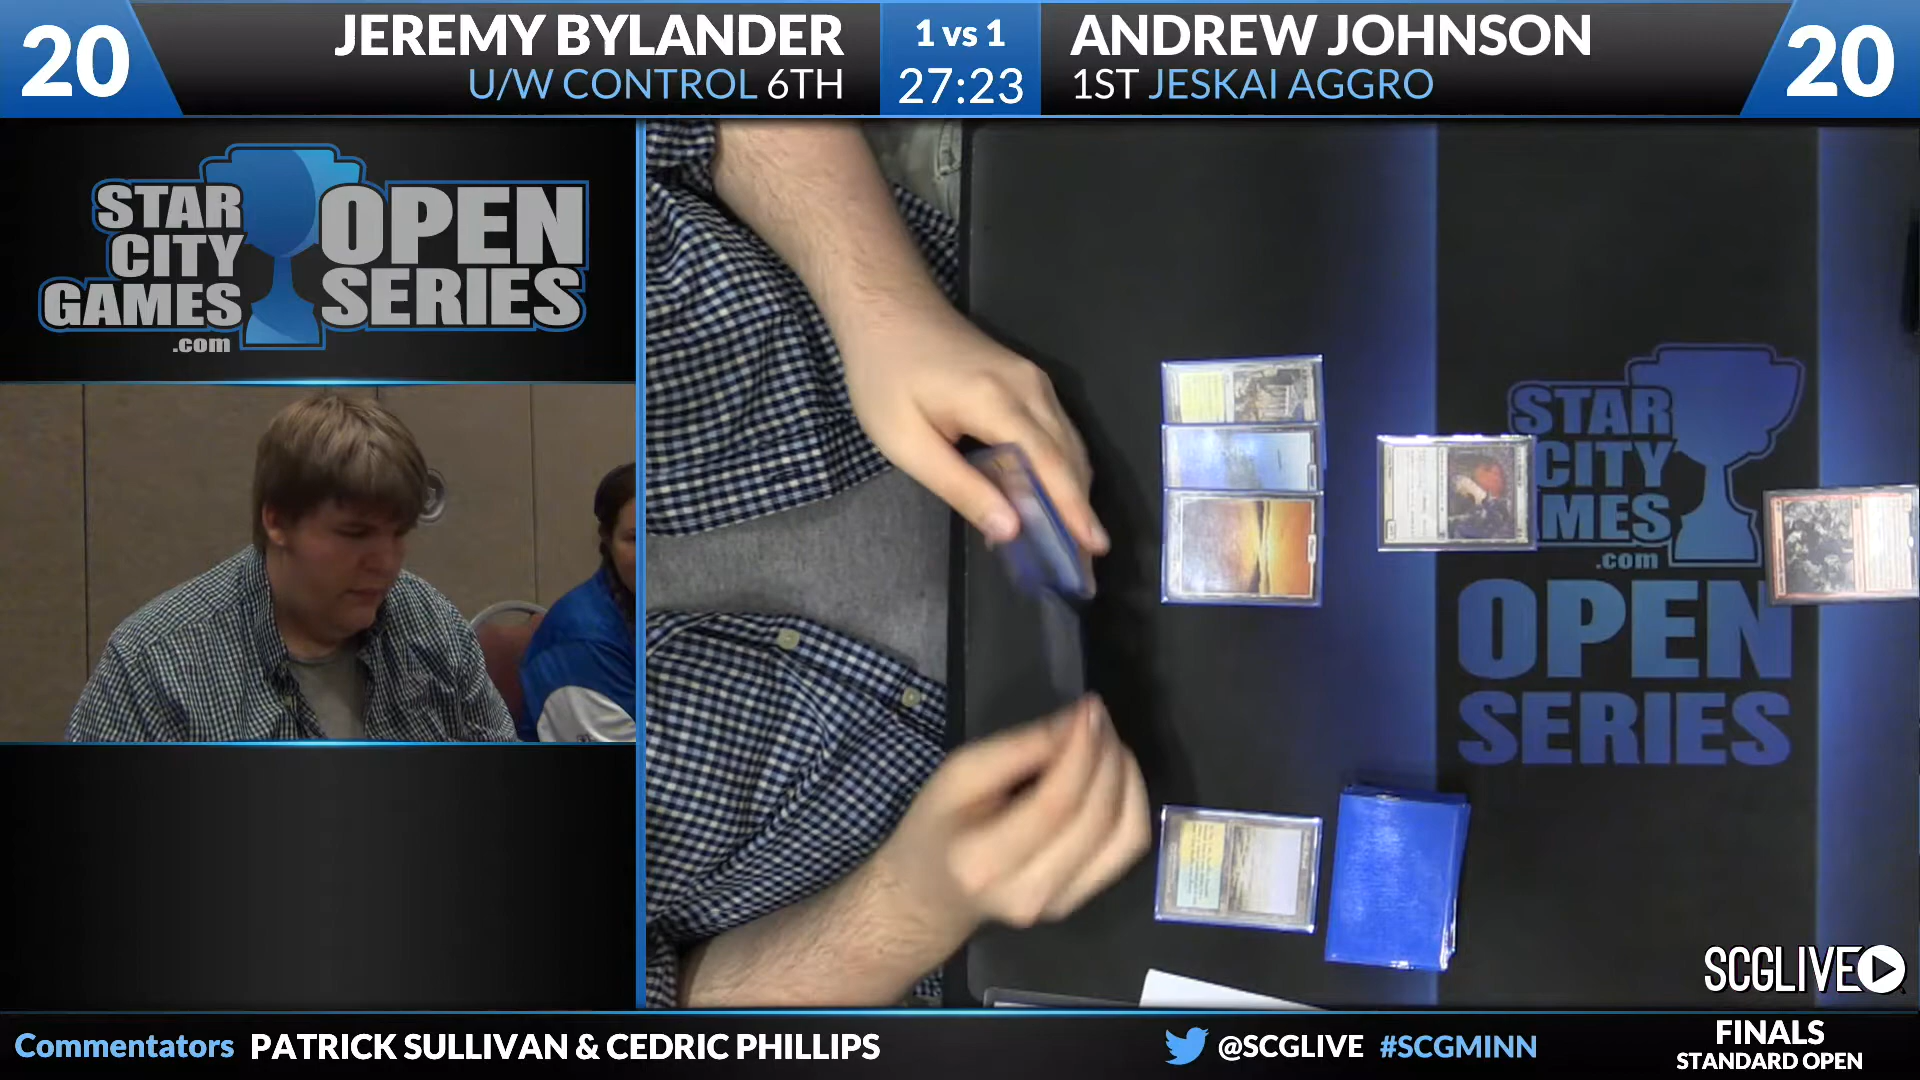 20
JEREMY BYLANDER
U/W CONTROL 6TH
1 vs 1
27:23
ANDREW JOHNSON
1ST JESKAI AGGRO
20
STAR
CITY
GAMES
.com
OPEN
SERIES
STAR
CITY
MES
.com
OPEN
SERIES
SCGLIVE
Commentators PATRICK SULLIVAN & CEDRIC PHILLIPS
@SCGLIVE #SCGMINN
FINALS
STANDARD OPEN